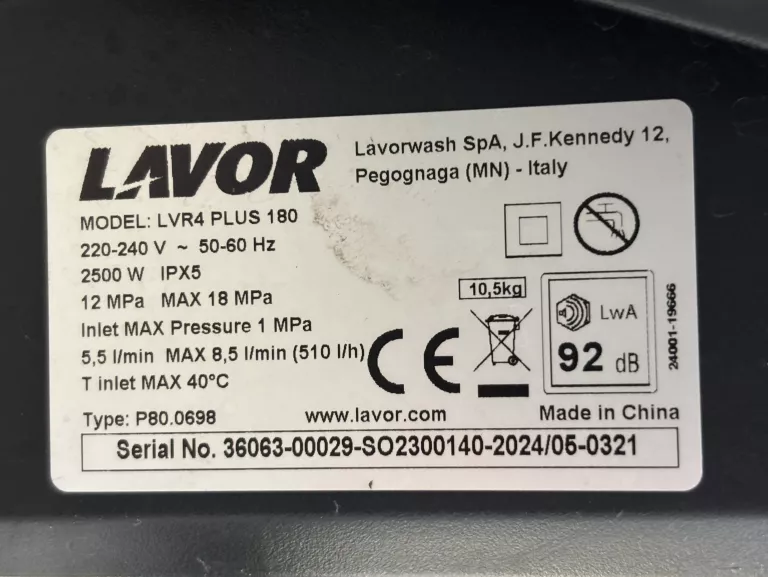 LAVOR
Lavorwash SpA, J.F.Kennedy 12,
Pegognaga (MN) - Italy
MODEL: LVR4 PLUS 180
220-240 V ~ 50-60 Hz
2500 W IPX5
12 MPa MAX 18 MPa
Inlet MAX Pressure 1 MPa
5,5 l/min MAX 8,5 l/min (510 l/h)
T inlet MAX 40°C
10,5kg
CE
LwA
92 dB
24001-19666
Type: P80.0698
www.lavor.com
Made in China
Serial No. 36063-00029-SO2300140-2024/05-0321